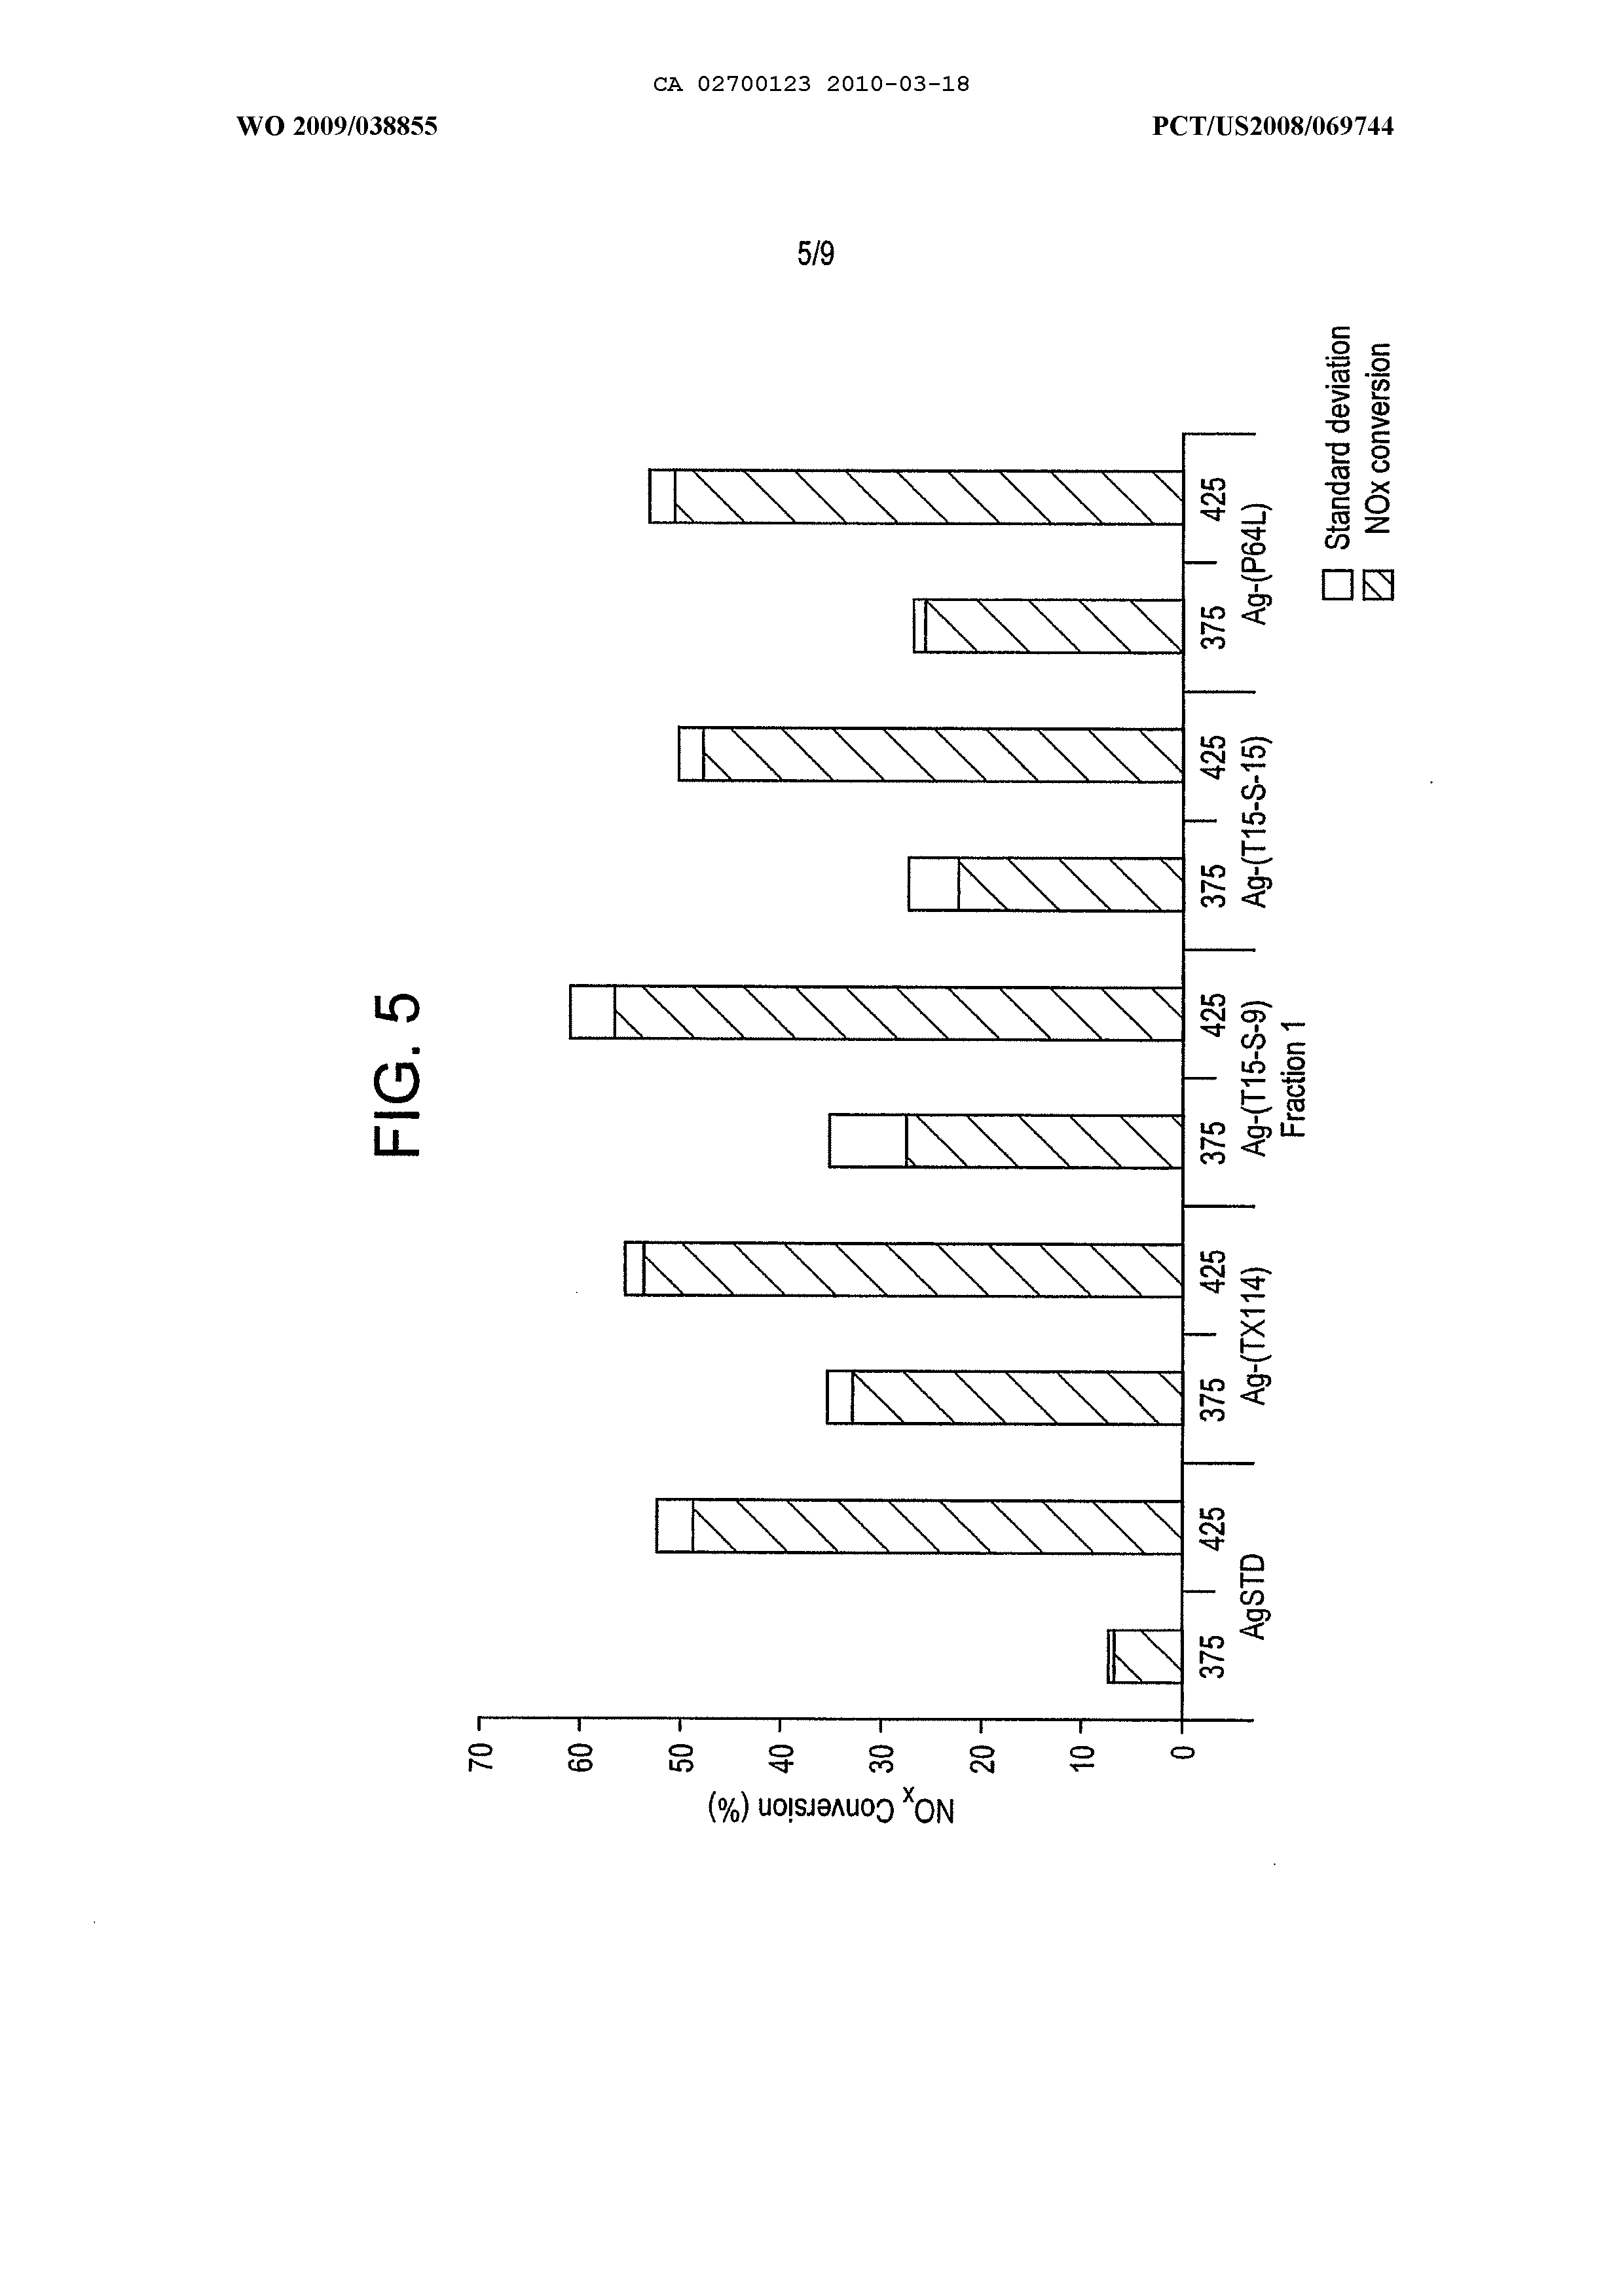 CA 02700123 2010-03-18
WO 2009/038855 PCT/US2008/069744
5/9
FIG. 5
NOx Conversion (%)
70
60
50
40
30
20
10
0
375 425 375 425 375 425 375 425 375 425
AgSTD Ag-(TX114) Ag-(T15-S-9) Ag-(T15-S-15) Ag-(P64L)
Fraction 1
Standard deviation
NOx conversion